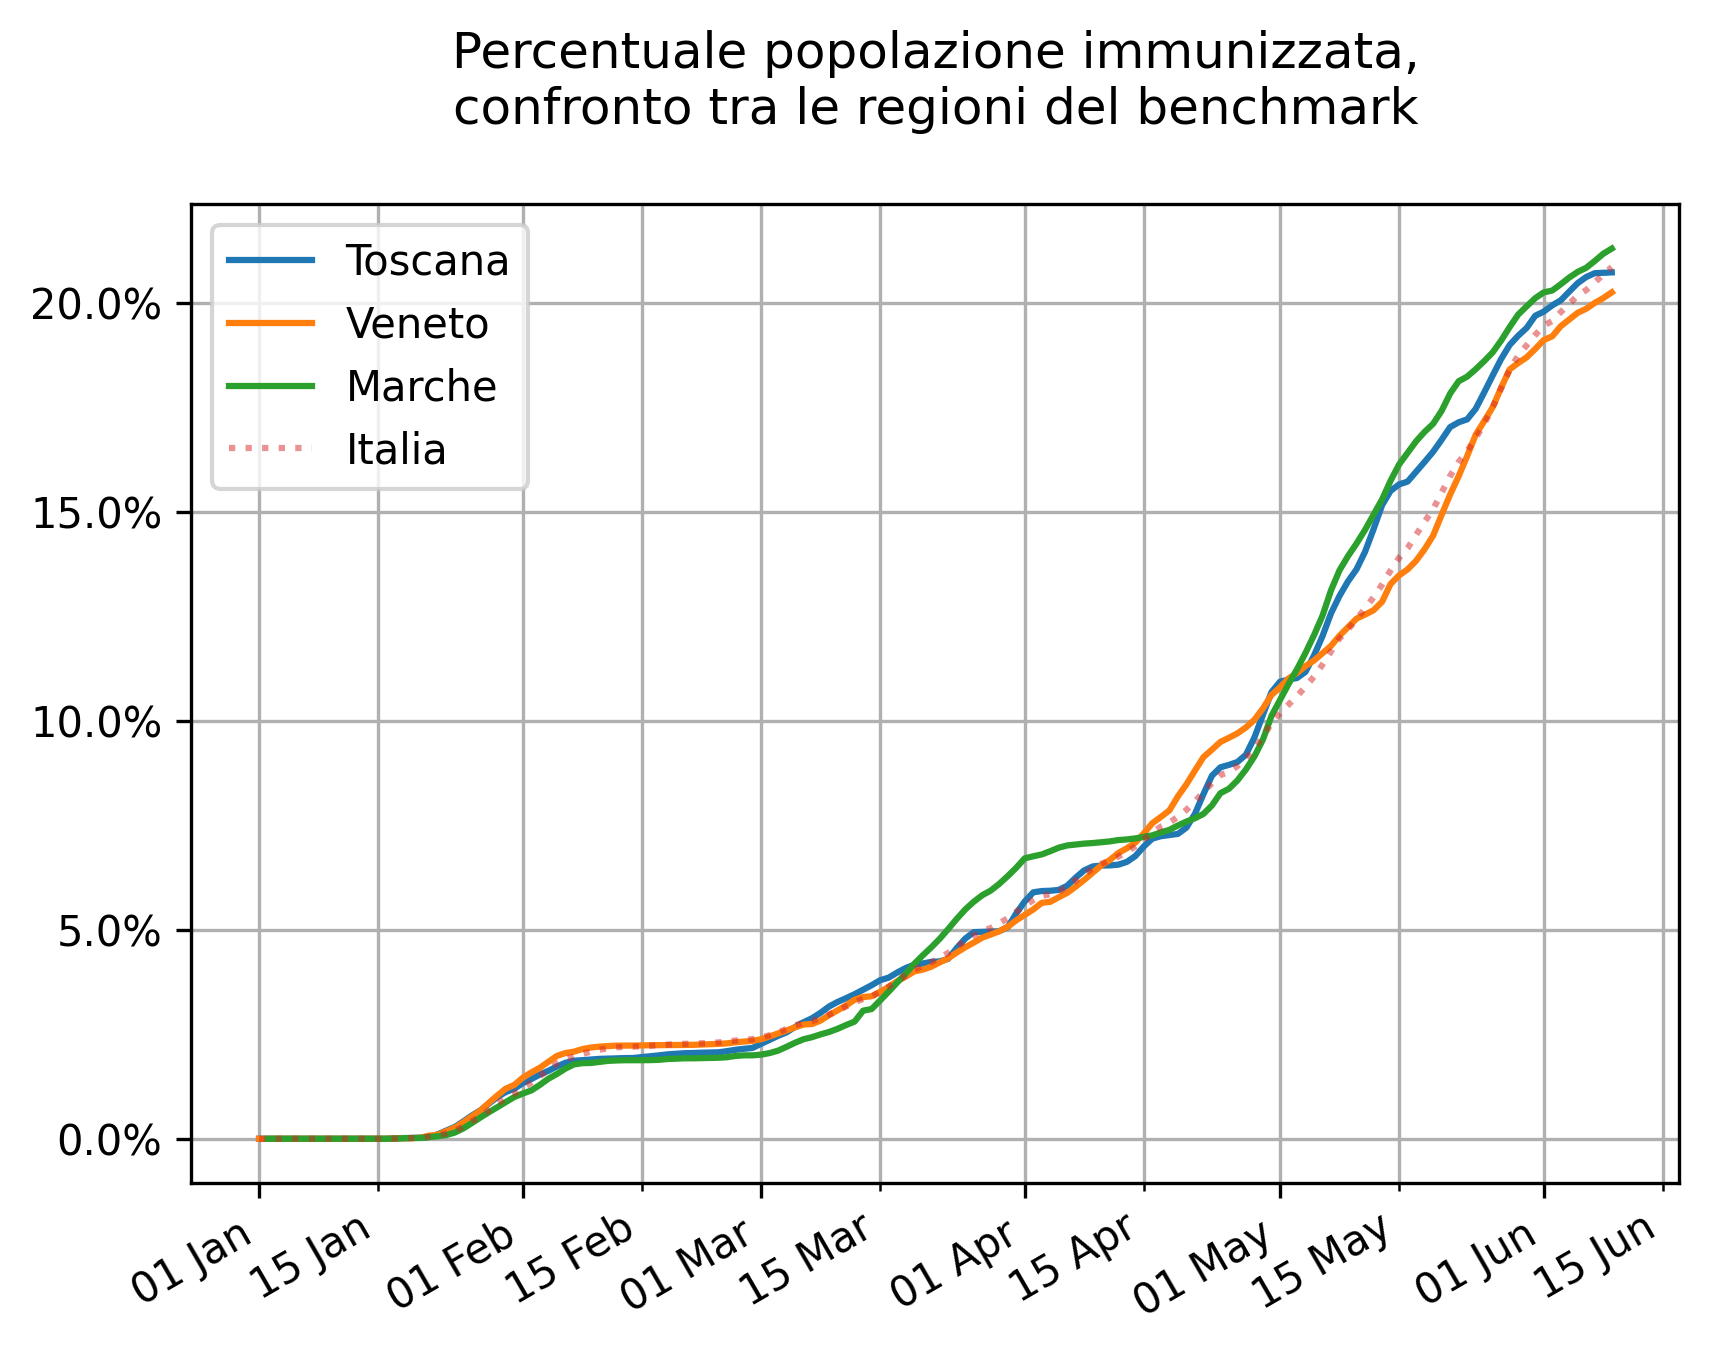 Percentuale popolazione immunizzata,
confronto tra le regioni del benchmark
Toscana
Veneto
Marche
Italia
20.0%
15.0%
10.0%
5.0%
0.0%
01 Jan
15 Jan
01 Feb
15 Feb
01 Mar
15 Mar
01 Apr
15 Apr
01 May
15 May
01 Jun
15 Jun